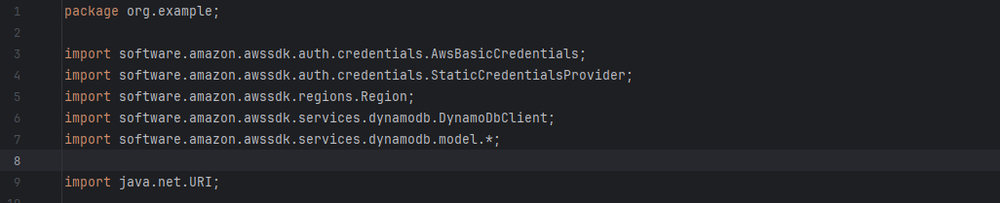 1 package org.example;
2
3 import software.amazon.awssdk.auth.credentials.AwsBasicCredentials;
4 import software.amazon.awssdk.auth.credentials.StaticCredentialsProvider;
5 import software.amazon.awssdk.regions.Region;
6 import software.amazon.awssdk.services.dynamodb.DynamoDbClient;
7 import software.amazon.awssdk.services.dynamodb.model.*;
8
9 import java.net.URI;
10